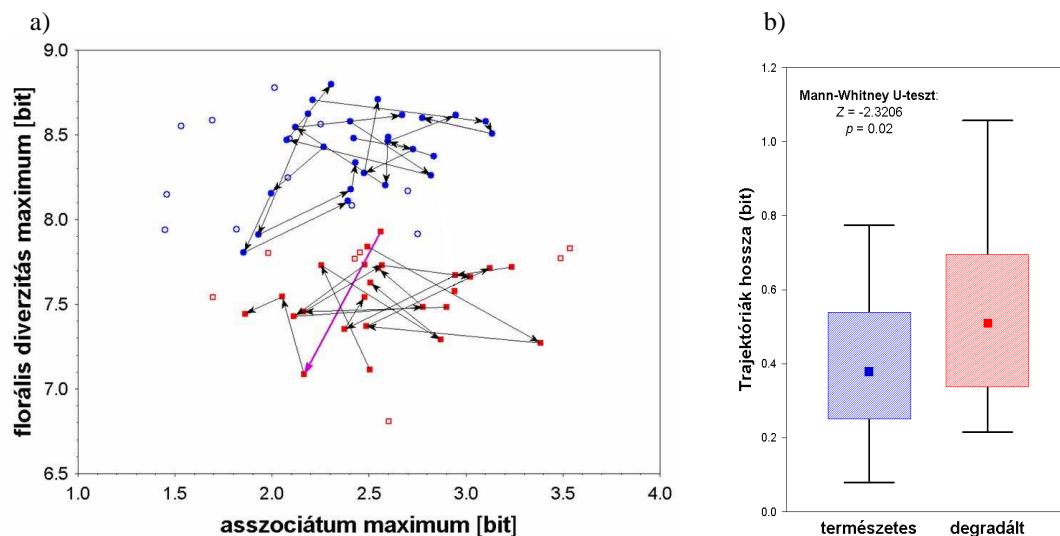 a)
9.0
8.5
8.0
7.5
7.0
6.5
florális diverzitás maximum [bit]
1.0 1.5 2.0 2.5 3.0 3.5 4.0
asszociátum maximum [bit]
b)
1.2
1.0
0.8
0.6
0.4
0.2
0.0
Trajektóriák hossza (bit)
Mann-Whitney U-teszt:
Z = -2.3206
p = 0.02
természetes degradált